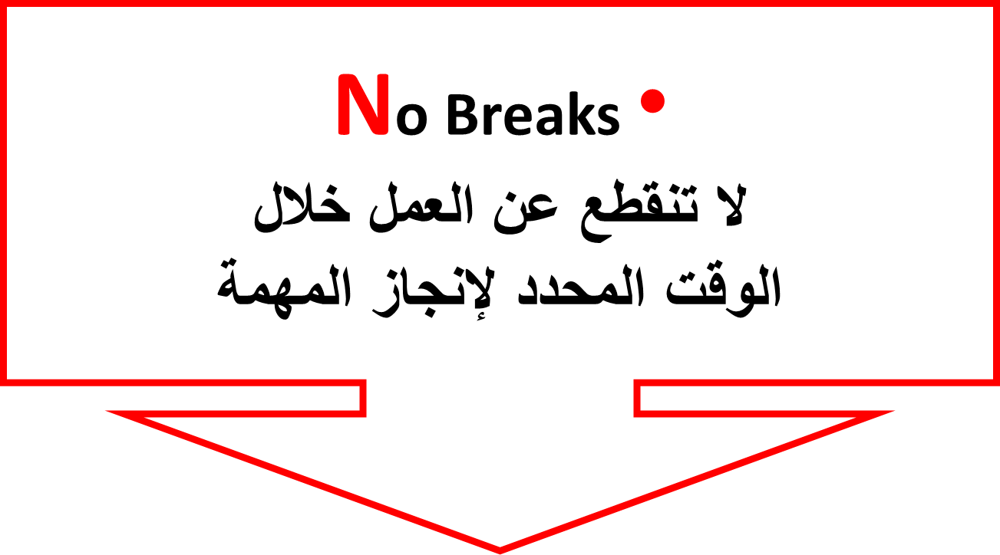 • No Breaks
لا تنقطع عن العمل خلال
الوقت المحدد لإنجاز المهمة